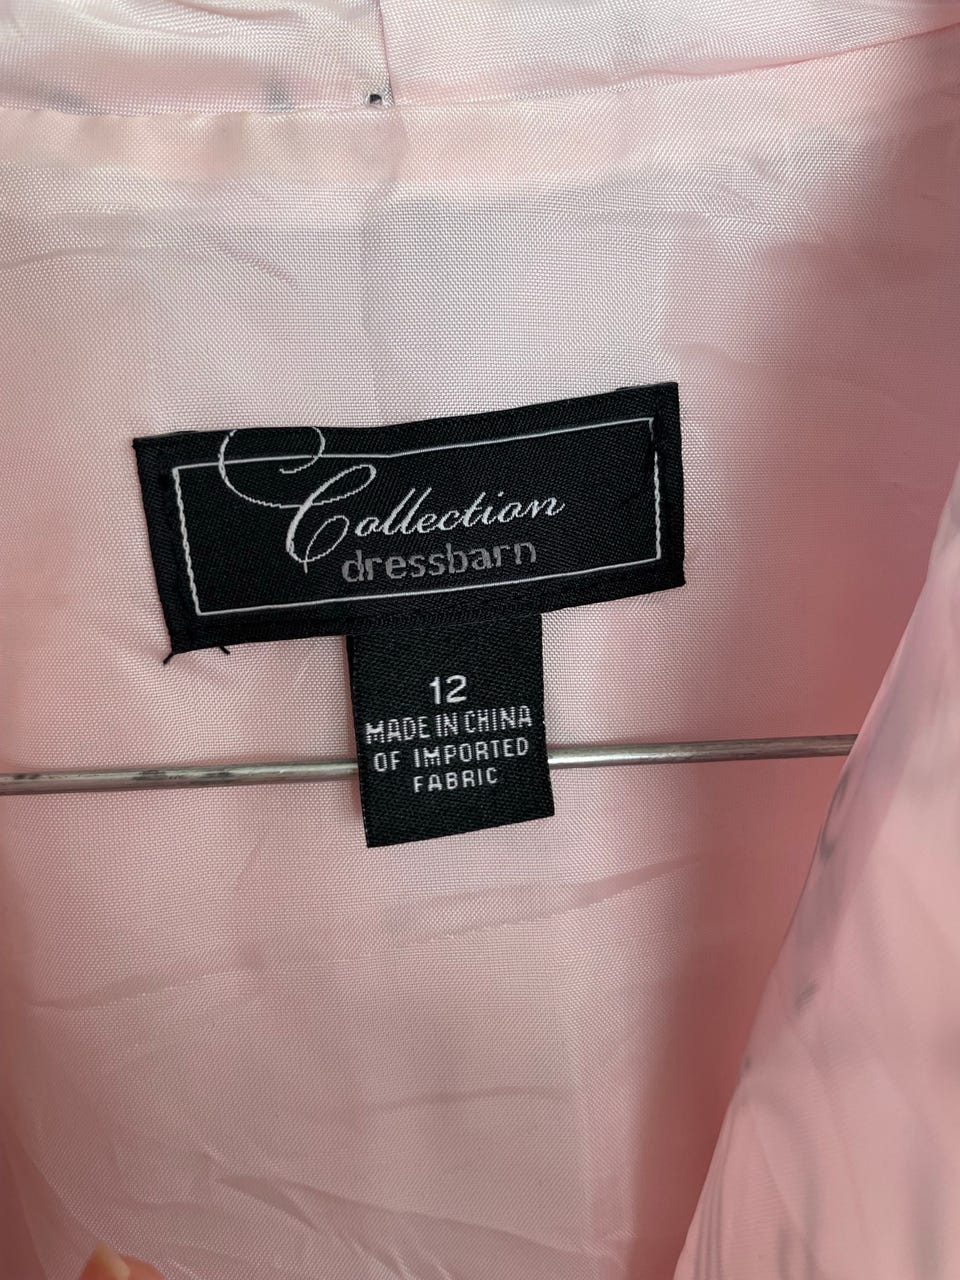 Collection
dressbarn
12
MADE IN CHINA
OF IMPORTED
FABRIC